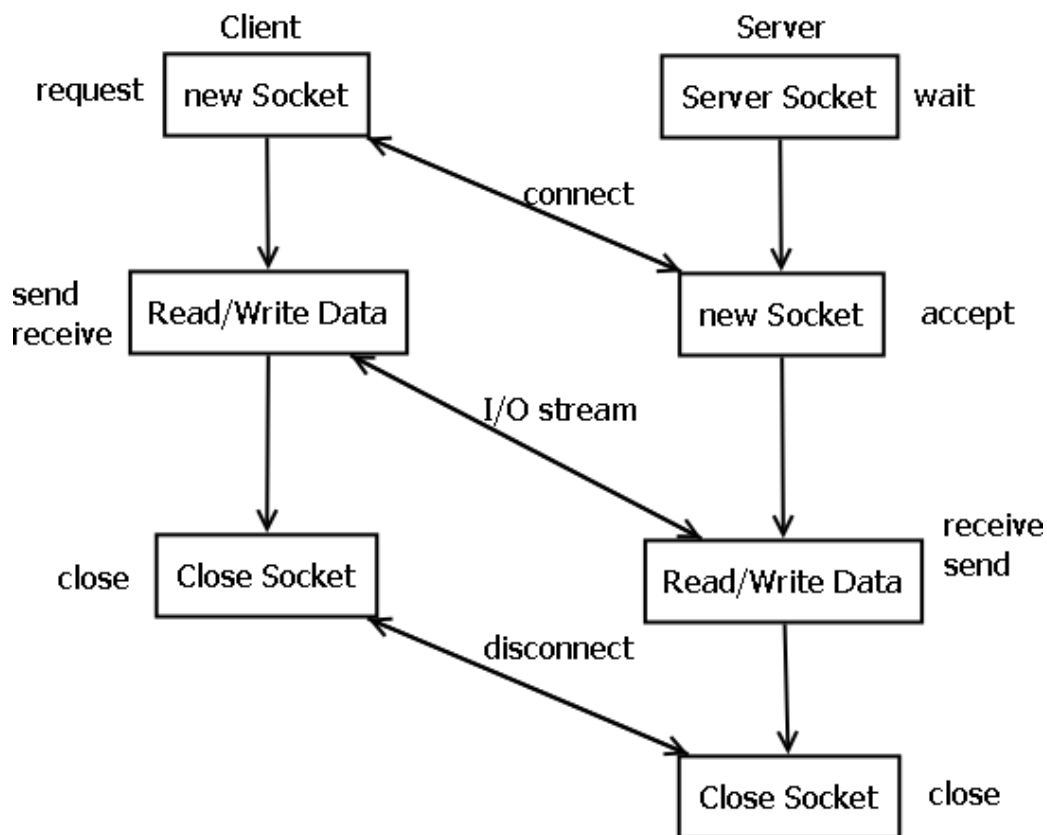 Client
Server
request
new Socket
Server Socket
wait
connect
send
receive
Read/Write Data
new Socket
accept
I/O stream
close
Close Socket
receive
send
Read/Write Data
disconnect
Close Socket
close